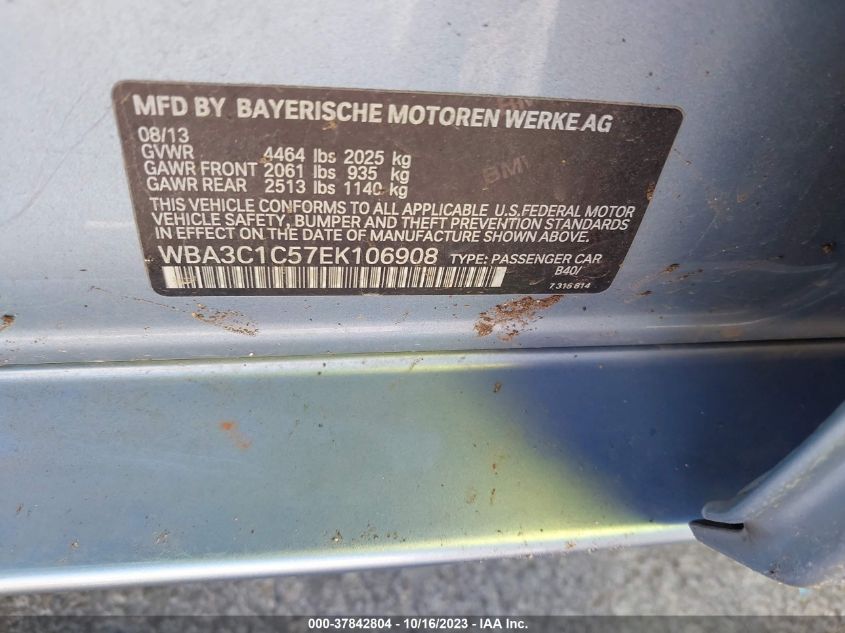 MFD BY BAYERISCHE MOTOREN WERKE AG
08/13
GVWR 4464 lbs 2025 kg
GAWR FRONT 2061 lbs 935 kg
GAWR REAR 2513 lbs 1140 kg
THIS VEHICLE CONFORMS TO ALL APPLICABLE U.S.FEDERAL MOTOR
VEHICLE SAFETY, BUMPER AND THEFT PREVENTION STANDARDS
IN EFFECT ON THE DATE OF MANUFACTURE SHOWN ABOVE.
WBA3C1C57EK106908 TYPE: PASSENGER CAR
B40/
7 316 814
000-37842804 | 10/16/2023 | IAA Inc.